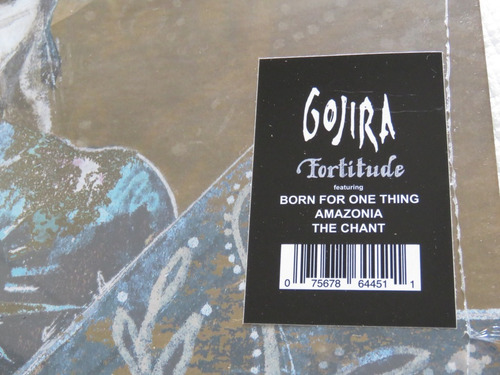 GOJIRA
Fortitude
featuring
BORN FOR ONE THING
AMAZONIA
THE CHANT
0 75678 64451 1